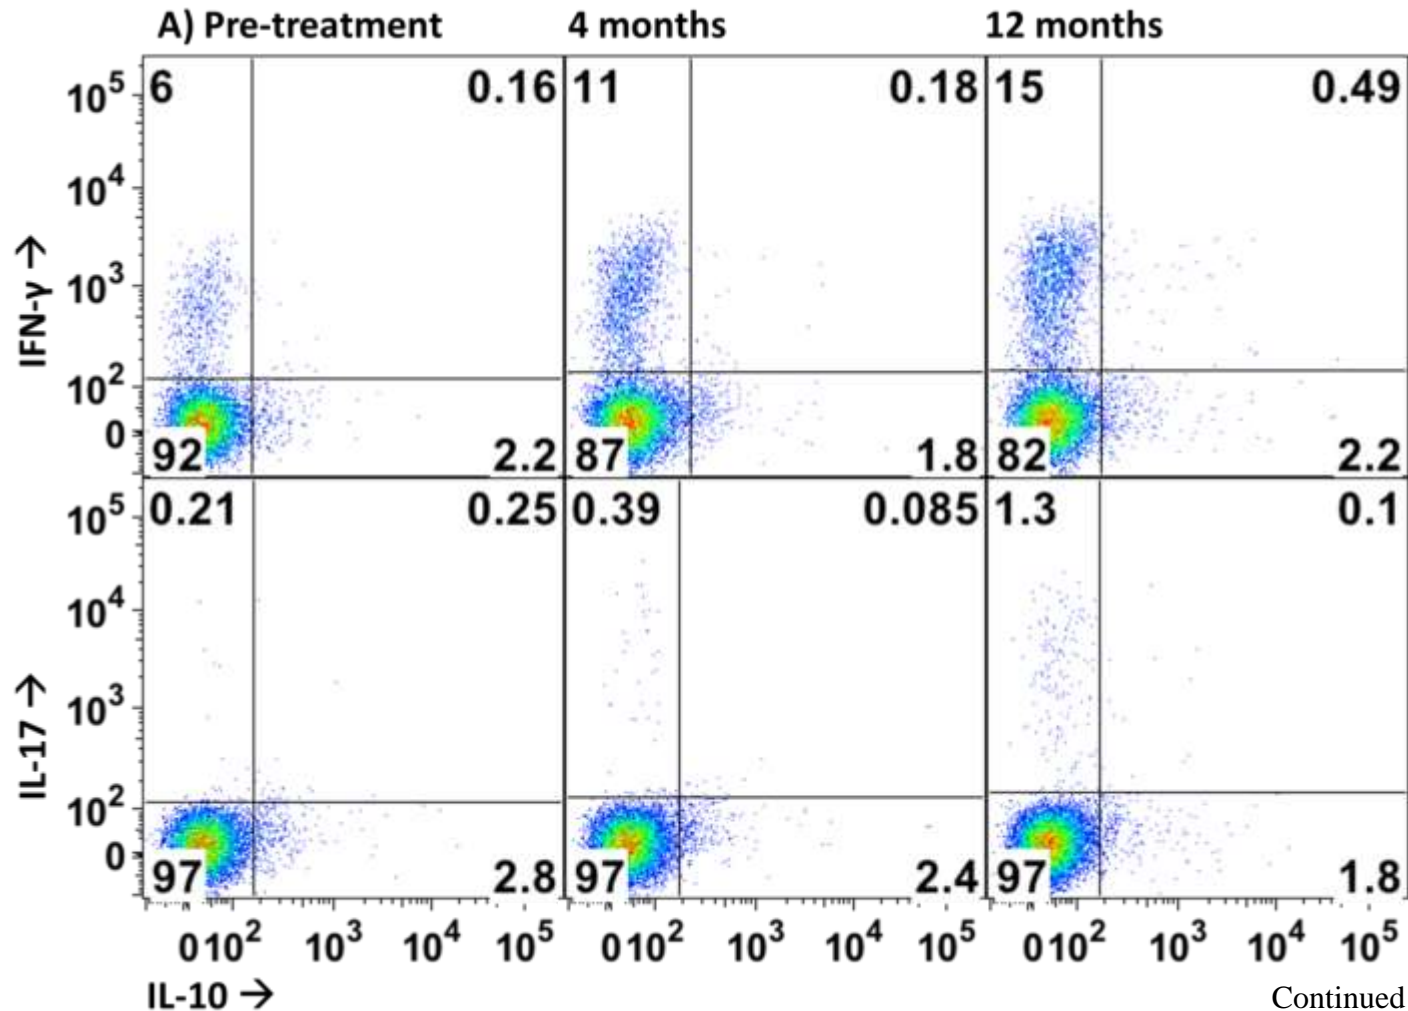 A) Pre-treatment 4 months 12 months
6 0.16 11 0.18 15 0.49
10^5
10^4
IFN-γ →
10^3
10^2
0
92 2.2 87 1.8 82 2.2
0.21 0.25 0.39 0.085 1.3 0.1
10^5
10^4
IL-17 →
10^3
10^2
0
97 2.8 97 2.4 97 1.8
0 10^2 10^3 10^4 10^5 0 10^2 10^3 10^4 10^5 0 10^2 10^3 10^4 10^5
IL-10 →
Continued